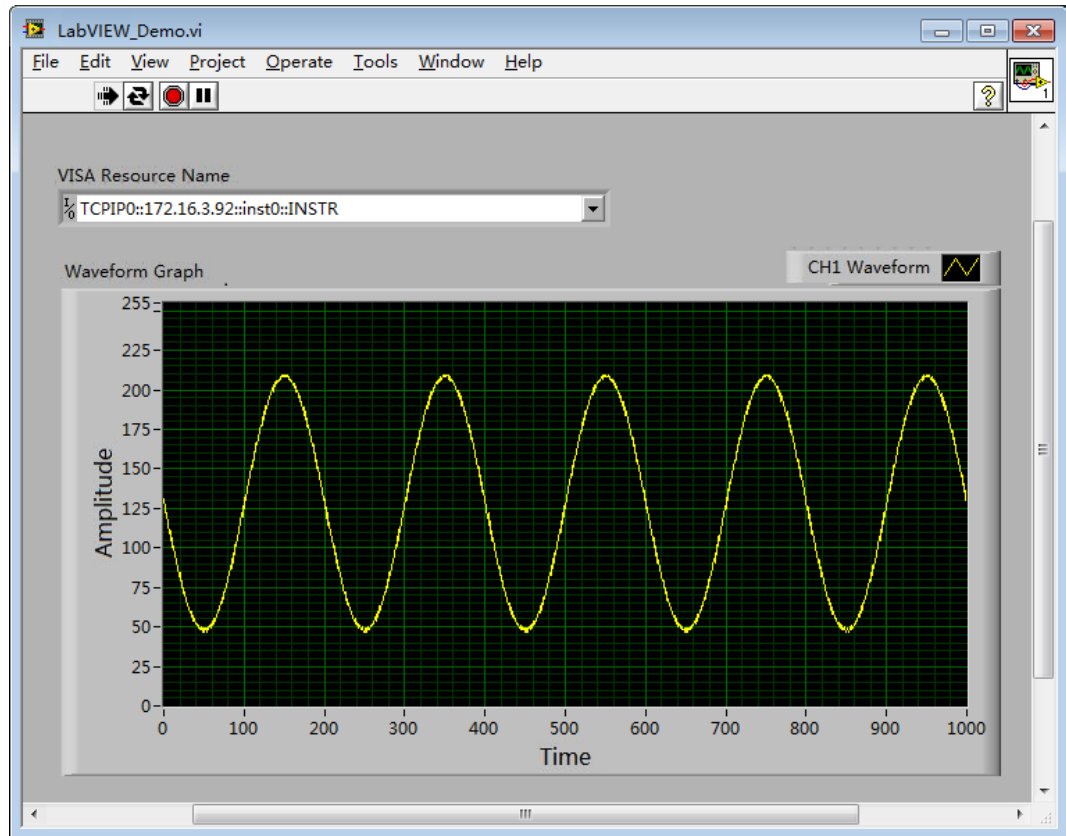 LabVIEW_Demo.vi
File Edit View Project Operate Tools Window Help
1
VISA Resource Name
I/O TCPIP0::172.16.3.92::inst0::INSTR
Waveform Graph
CH1 Waveform
255
225
200
175
150
125
100
75
50
25
0
Amplitude
0 100 200 300 400 500 600 700 800 900 1000
Time